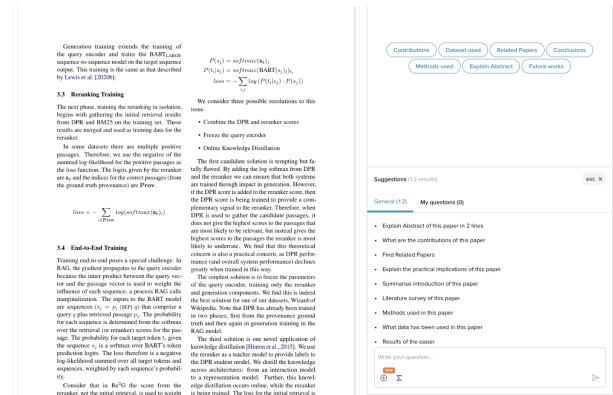 Generation training extends the training of
the query encoder and trains the BARTLARGE
sequence-to-sequence model on the target sequence
output. This training is the same as that described
by Lewis et al. [2020b].
3.3 Reranking Training
The next phase, training the reranking in isolation,
begins with gathering the initial retrieval results
from DPR and BM25 on the training set. These
results are merged and used as training data for the
reranker.
In some datasets there are multiple positive
passages. Therefore, we use the negative of the
summed log-likelihood for the positive passages as
the loss function. The logits given by the reranker
are z_r and the indices for the correct passages (from
the ground truth provenance) are Prov.
loss = − ∑ log(softmax(z_r)_i)
i∈Prov
3.4 End-to-End Training
Training end-to-end poses a special challenge. In
RAG, the gradient propagates to the query encoder
because the inner product between the query vec-
tor and the passage vector is used to weight the
influence of each sequence, a process RAG calls
marginalization. The inputs to the BART model
are sequences (s_j = p_j [SEP] q) that comprise a
query q plus retrieved passage p_j. The probability
for each sequence is determined from the softmax
over the retrieval (or reranker) scores for the pas-
sage. The probability for each target token t_i given
the sequence s_j is a softmax over BART's token
prediction logits. The loss therefore is a negative
log-likelihood summed over all target tokens and
sequences, weighted by each sequence's probabil-
ity.
Consider that in Re²G the score from the
reranker, not the initial retrieval, is used to weight
P(s_j) = softmax(z_r)_j
P(t_i|s_j) = softmax(BART(s_j)_i)_{t_i}
loss = − ∑ log (P(t_i|s_j) · P(s_j))
i,j
We consider three possible resolutions to this
issue.
• Combine the DPR and reranker scores
• Freeze the query encoder
• Online Knowledge Distillation
The first candidate solution is tempting but fa-
tally flawed. By adding the log softmax from DPR
and the reranker we can ensure that both systems
are trained through impact in generation. However,
if the DPR score is added to the reranker score, then
the DPR score is being trained to provide a com-
plementary signal to the reranker. Therefore, when
DPR is used to gather the candidate passages, it
does not give the highest scores to the passages that
are most likely to be relevant, but instead gives the
highest scores to the passages the reranker is most
likely to underrate. We find that this theoretical
concern is also a practical concern, as DPR perfor-
mance (and overall system performance) declines
greatly when trained in this way.
The simplest solution is to freeze the parameters
of the query encoder, training only the reranker
and generation components. We find this is indeed
the best solution for one of our datasets, Wizard of
Wikipedia. Note that DPR has already been trained
in two phases, first from the provenance ground
truth and then again in generation training in the
RAG model.
The third solution is our novel application of
knowledge distillation [Hinton et al., 2015]. We use
the reranker as a teacher model to provide labels to
the DPR student model. We distill the knowledge
across architectures: from an interaction model
to a representation model. Further, this knowl-
edge distillation occurs online, while the reranker
is being trained. The loss for the initial retrieval is
Contributions Dataset used Related Papers Conclusions
Methods used Explain Abstract Future works
Suggestions (12 results) esc ×
General (12) My questions (0)
• Explain Abstract of this paper in 2 lines
• What are the contributions of this paper
• Find Related Papers
• Explain the practical implications of this paper
• Summarise introduction of this paper
• Literature survey of this paper
• Methods used in this paper
• What data has been used in this paper
• Results of the paper
Write your question...
NEW
Σ